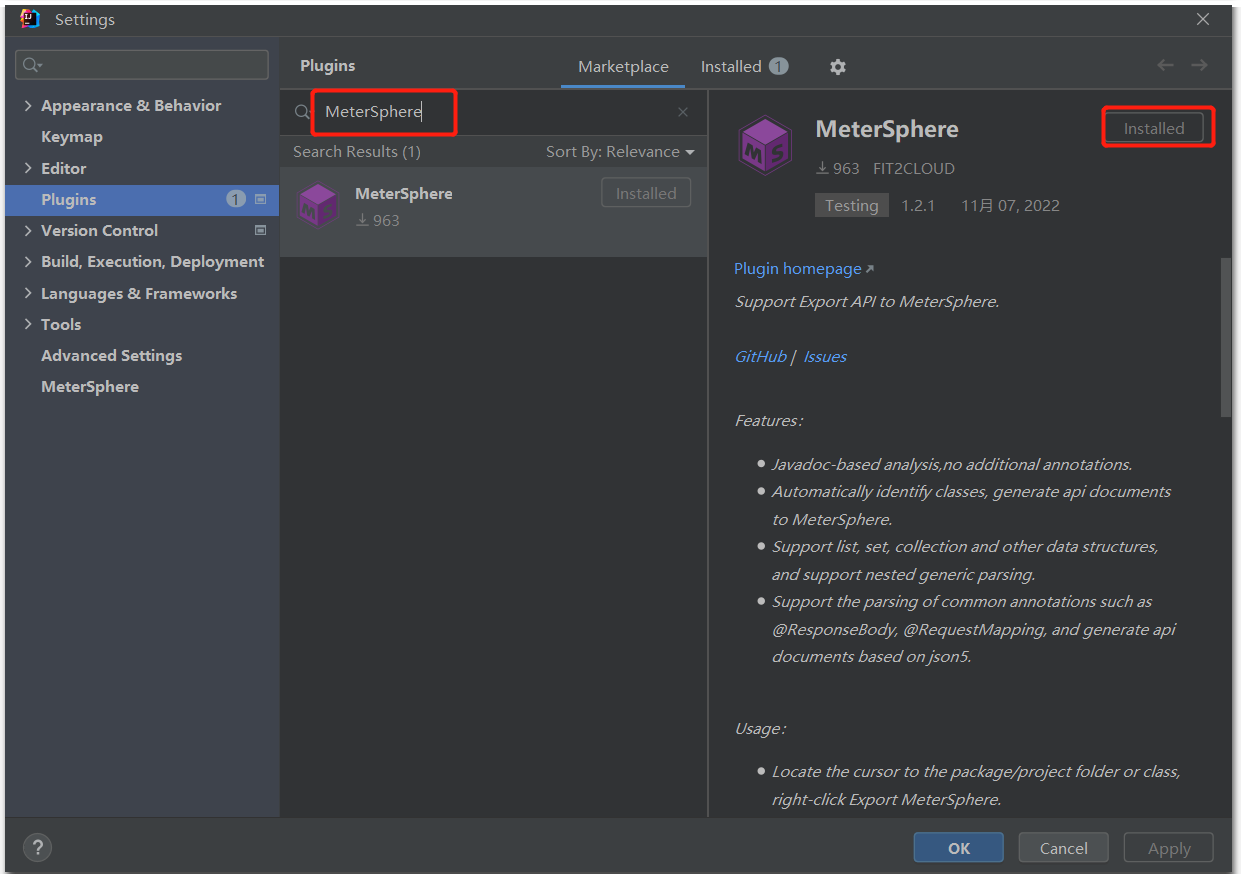 Settings
Appearance & Behavior
Keymap
Editor
Plugins 1
Version Control
Build, Execution, Deployment
Languages & Frameworks
Tools
Advanced Settings
MeterSphere
Plugins
Marketplace
Installed 1
MeterSphere
Search Results (1)
Sort By: Relevance
MeterSphere
963
Installed
MS
MeterSphere
Installed
963 FIT2CLOUD
Testing 1.2.1 11月 07, 2022
Plugin homepage
Support Export API to MeterSphere.
GitHub | Issues
Features:
Javadoc-based analysis,no additional annotations.
Automatically identify classes, generate api documents
to MeterSphere.
Support list, set, collection and other data structures,
and support nested generic parsing.
Support the parsing of common annotations such as
@ResponseBody, @RequestMapping, and generate api
documents based on json5.
Usage:
Locate the cursor to the package/project folder or class,
right-click Export MeterSphere.
?
OK
Cancel
Apply